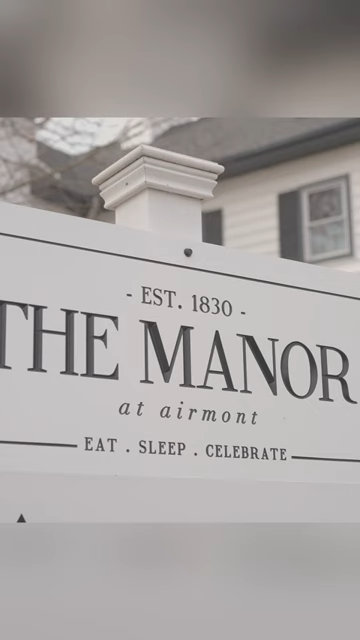 - EST. 1830 -
THE MANOR
at airmont
EAT . SLEEP . CELEBRATE